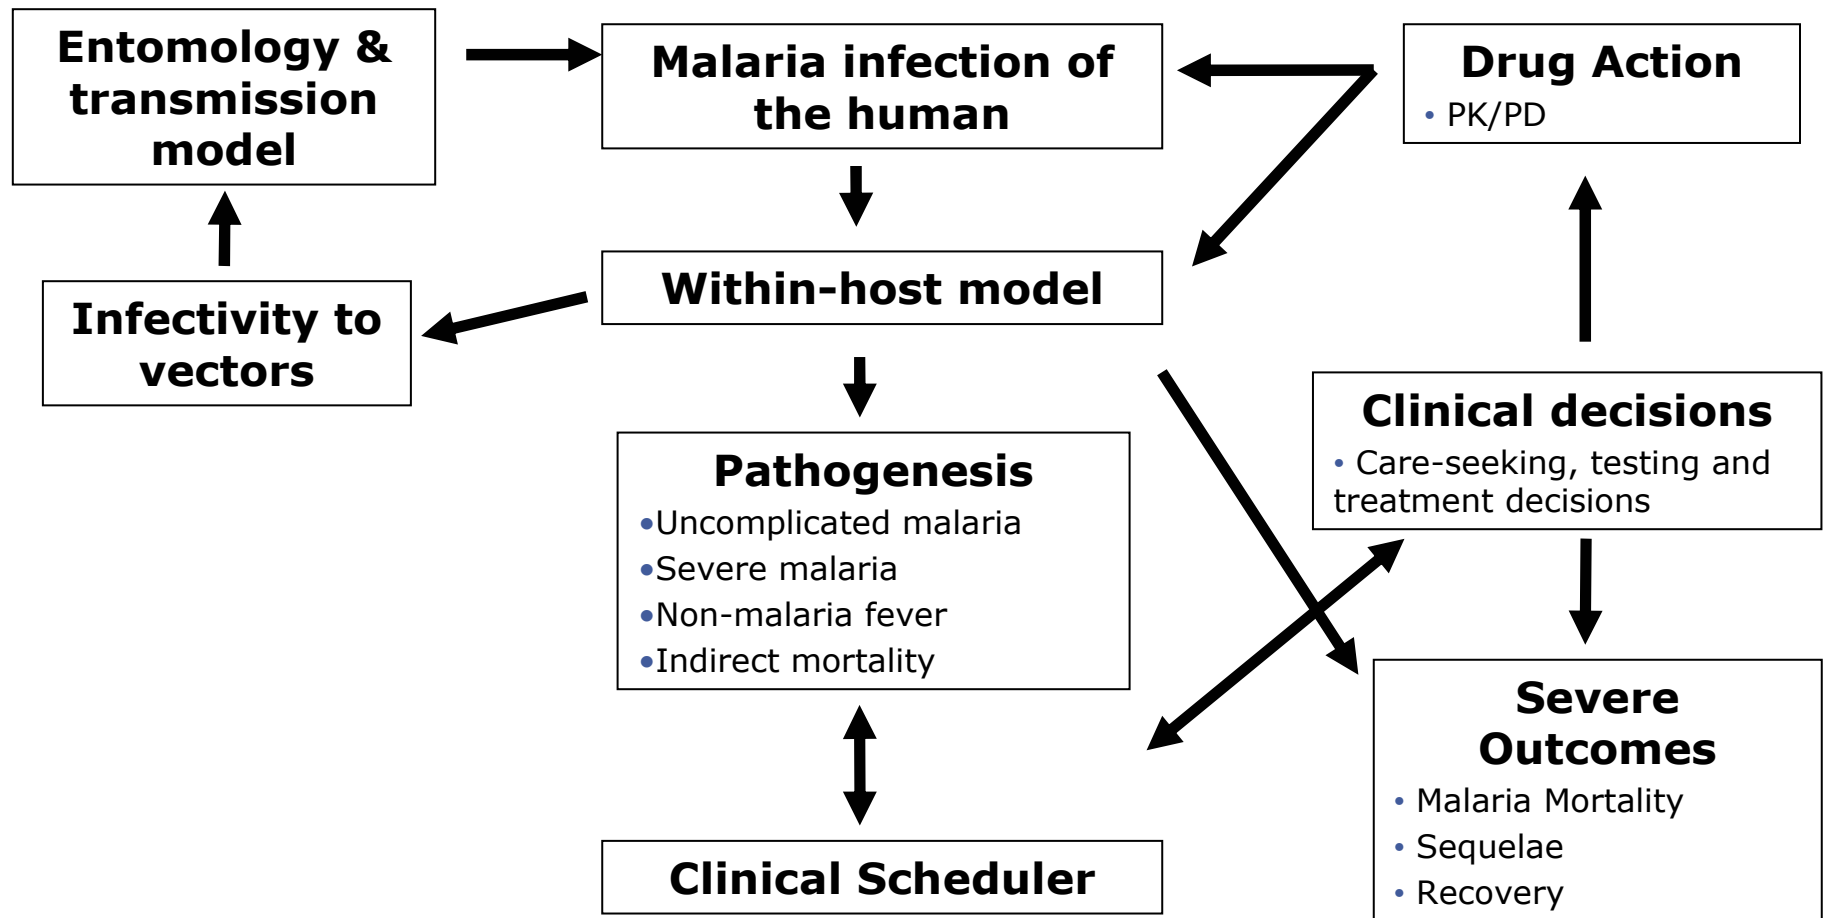 Entomology &
transmission
model
Malaria infection of
the human
Drug Action
• PK/PD
Within-host model
Infectivity to
vectors
Clinical decisions
• Care-seeking, testing and
treatment decisions
Pathogenesis
•Uncomplicated malaria
•Severe malaria
•Non-malaria fever
•Indirect mortality
Severe
Outcomes
• Malaria Mortality
• Sequelae
• Recovery
Clinical Scheduler